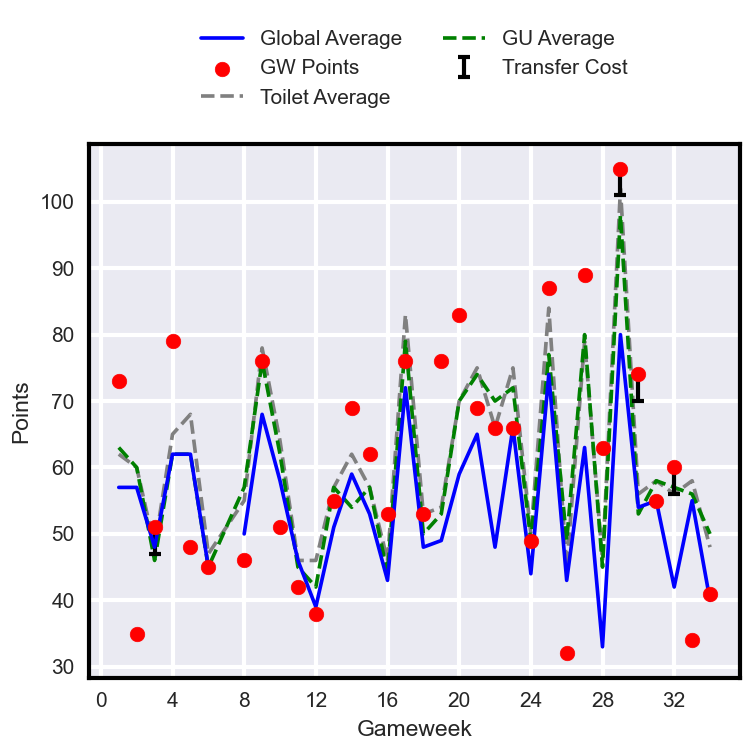 Global Average
GW Points
Toilet Average
GU Average
Transfer Cost
100
90
80
70
60
50
40
30
Points
0 4 8 12 16 20 24 28 32
Gameweek